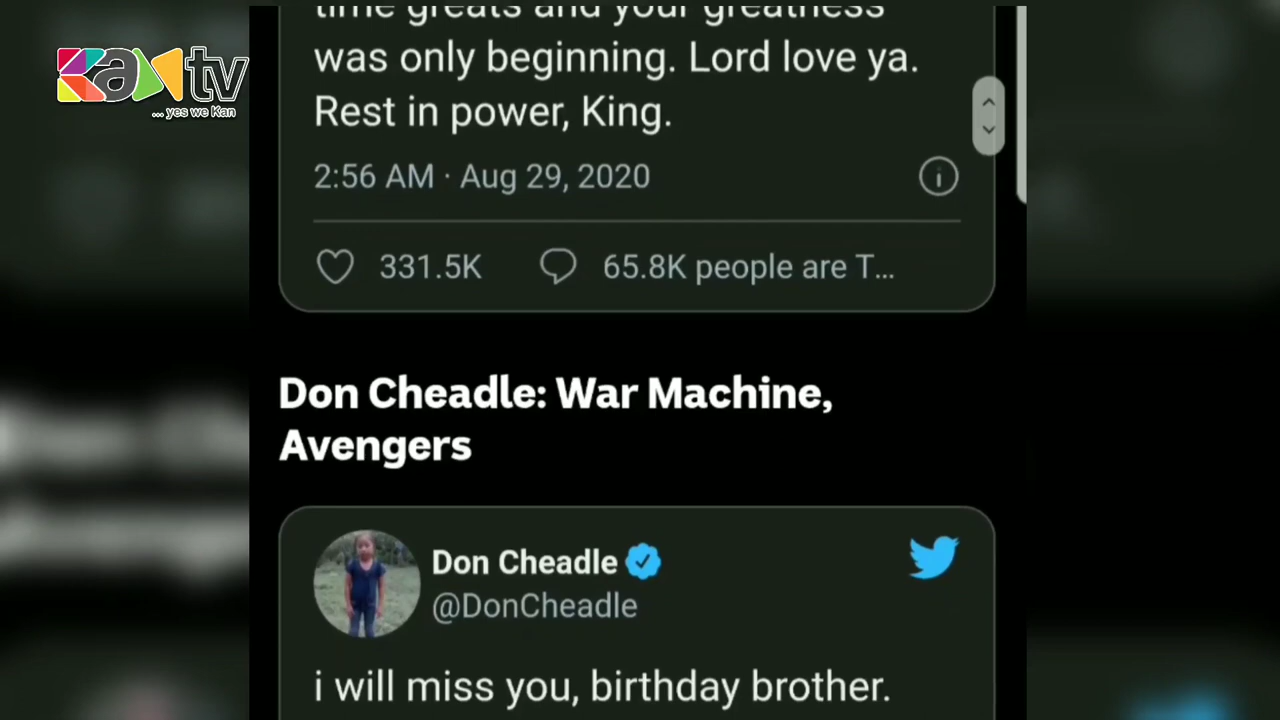 Kantv
... yes we Kan
time greats and your greatness
was only beginning. Lord love ya.
Rest in power, King.
2:56 AM · Aug 29, 2020
331.5K 65.8K people are T...
Don Cheadle: War Machine,
Avengers
Don Cheadle
@DonCheadle
i will miss you, birthday brother.